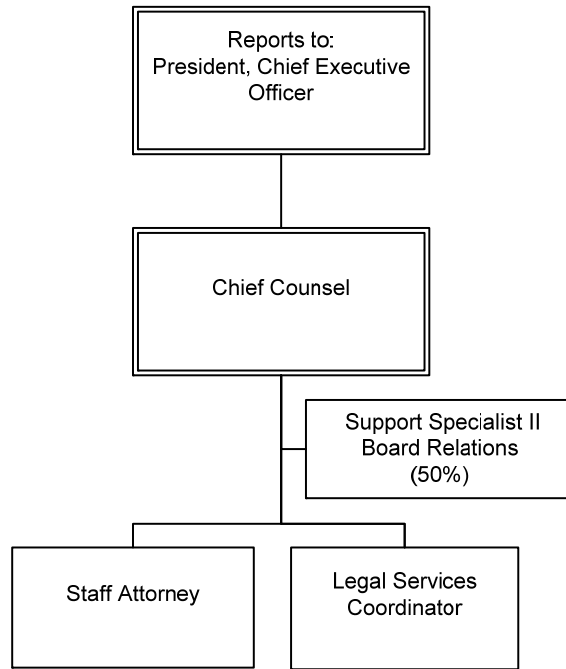 Reports to:
President, Chief Executive
Officer
Chief Counsel
Support Specialist II
Board Relations
(50%)
Staff Attorney
Legal Services
Coordinator